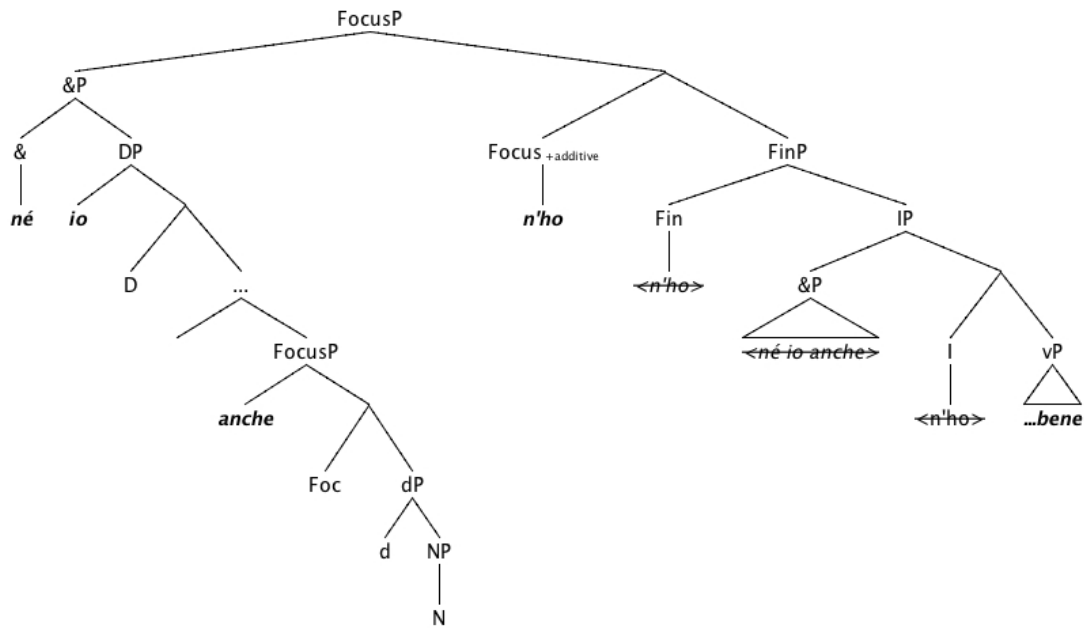 FocusP
&P
& DP Focus +additive FinP
né io n'ho Fin IP
D ... <n'ho> &P
FocusP <né io anche> I vP
anche <n'ho> ...bene
Foc dP
d NP
N